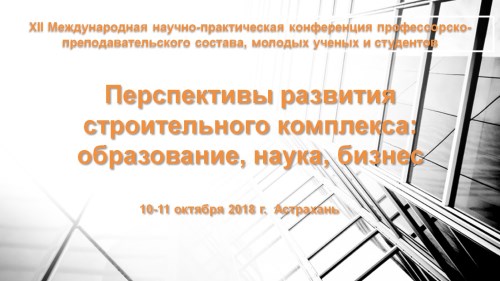 XII Международная научно-практическая конференция профессорско-
преподавательского состава, молодых ученых и студентов
Перспективы развития
строительного комплекса:
образование, наука, бизнес
10-11 октября 2018 г. Астрахань